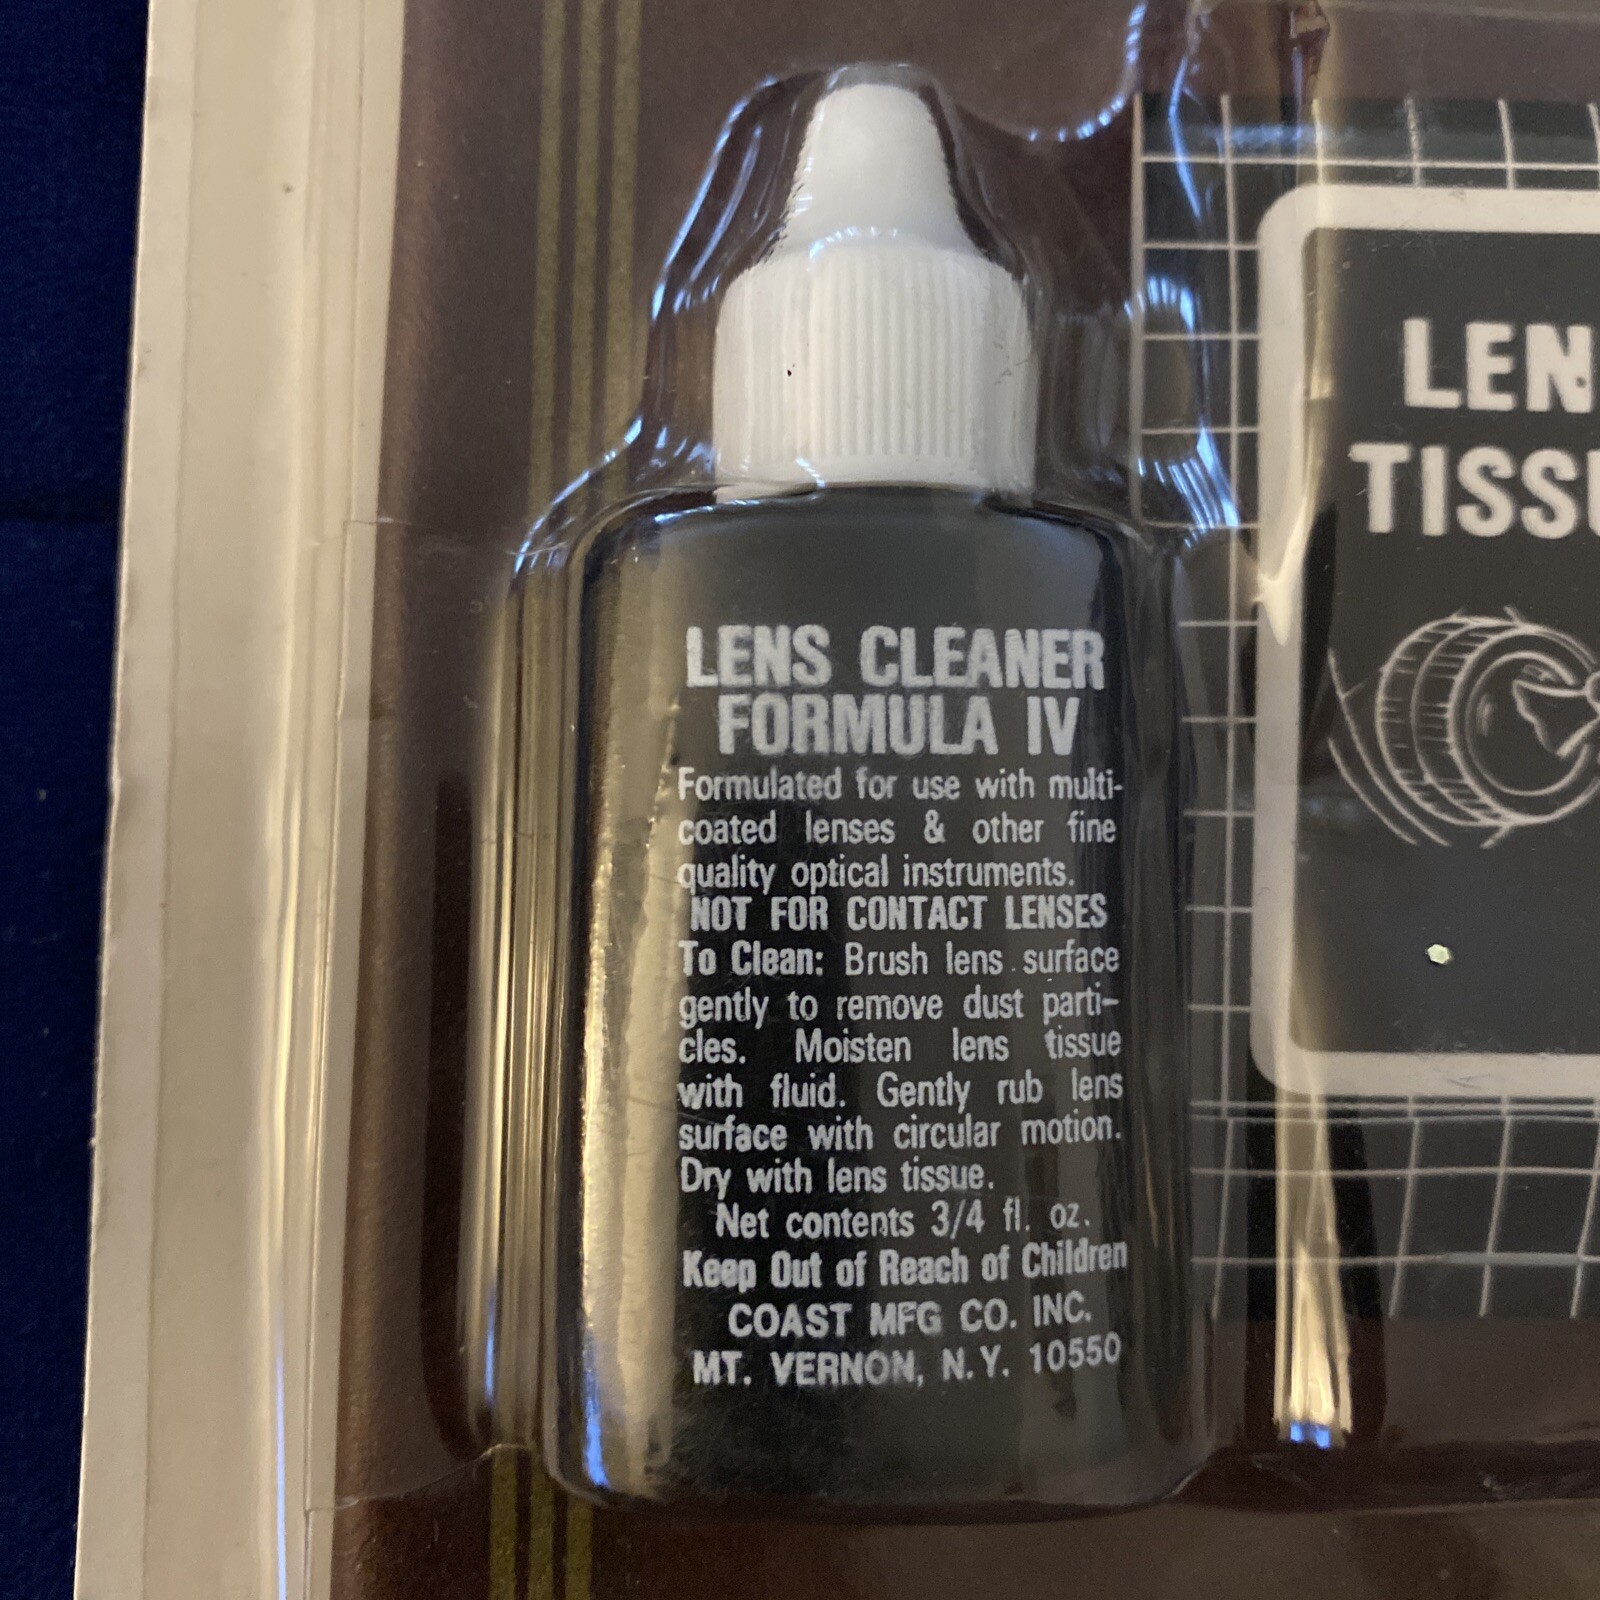 LENS CLEANER
FORMULA IV
Formulated for use with multi-
coated lenses & other fine
quality optical instruments.
NOT FOR CONTACT LENSES
To Clean: Brush lens surface
gently to remove dust parti-
cles. Moisten lens tissue
with fluid. Gently rub lens
surface with circular motion.
Dry with lens tissue.
Net contents 3/4 fl. oz.
Keep Out of Reach of Children
COAST MFG CO. INC.
MT. VERNON, N.Y. 10550
LEN
TISSU